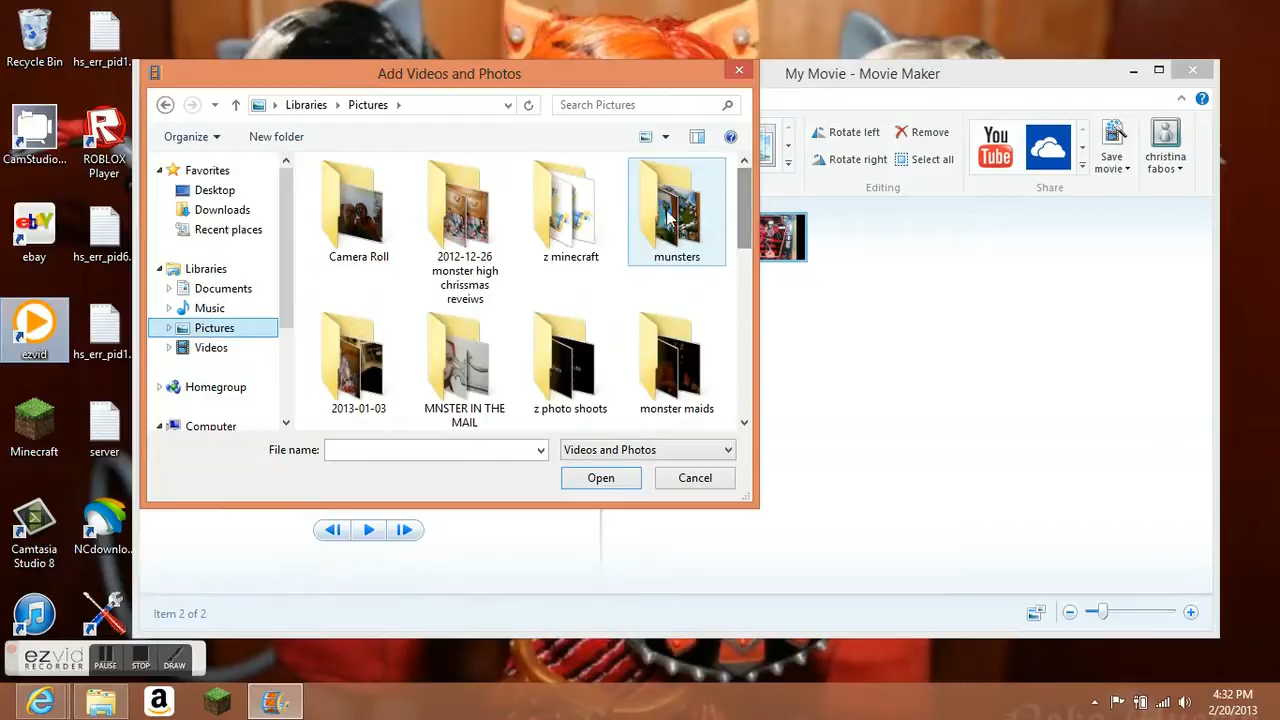 Recycle Bin
hs_err_pid1...
CamStudio...
ROBLOX
Player
ebay
hs_err_pid6...
ezvid
hs_err_pid1...
Minecraft
server
Camtasia
Studio 8
NCdownlo...
Add Videos and Photos
Libraries
Pictures
Search Pictures
Organize
New folder
Favorites
Desktop
Downloads
Recent places
Libraries
Documents
Music
Pictures
Videos
Homegroup
Computer
Camera Roll
2012-12-26
monster high
chrissmas
reveiws
z minecraft
munsters
2013-01-03
MNSTER IN THE
MAIL
z photo shoots
monster maids
File name:
Videos and Photos
Open
Cancel
My Movie - Movie Maker
Rotate left
Remove
Rotate right
Select all
Editing
You
Tube
Share
Save
movie
christina
fabos
Item 2 of 2
ezvid
RECORDER
PAUSE
STOP
DRAW
4:32 PM
2/20/2013